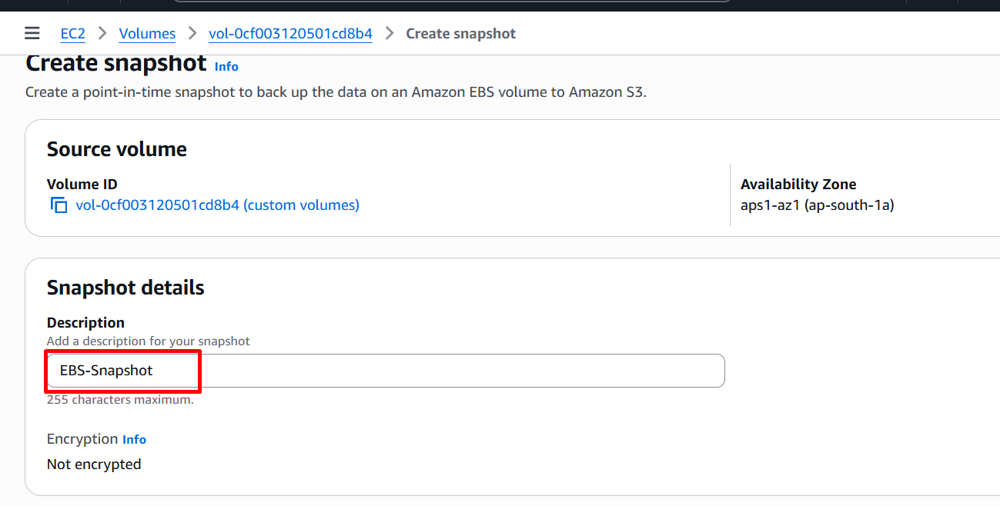 EC2 > Volumes > vol-0cf003120501cd8b4 > Create snapshot
Create snapshot Info
Create a point-in-time snapshot to back up the data on an Amazon EBS volume to Amazon S3.
Source volume
Volume ID
vol-0cf003120501cd8b4 (custom volumes)
Availability Zone
aps1-az1 (ap-south-1a)
Snapshot details
Description
Add a description for your snapshot
EBS-Snapshot
255 characters maximum.
Encryption Info
Not encrypted